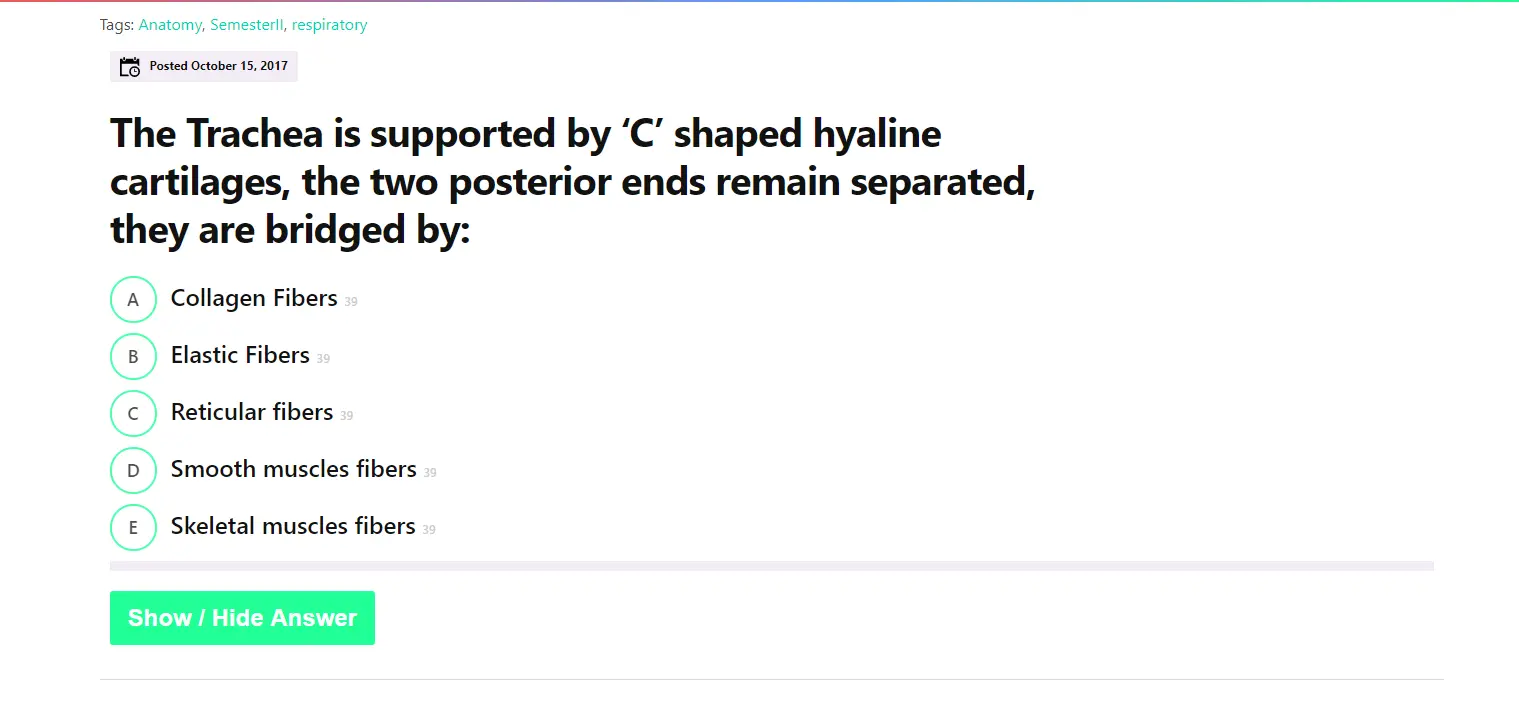 Tags: Anatomy, SemesterII, respiratory
Posted October 15, 2017
The Trachea is supported by ‘C’ shaped hyaline
cartilages, the two posterior ends remain separated,
they are bridged by:
A Collagen Fibers 39
B Elastic Fibers 39
C Reticular fibers 39
D Smooth muscles fibers 39
E Skeletal muscles fibers 39
Show / Hide Answer